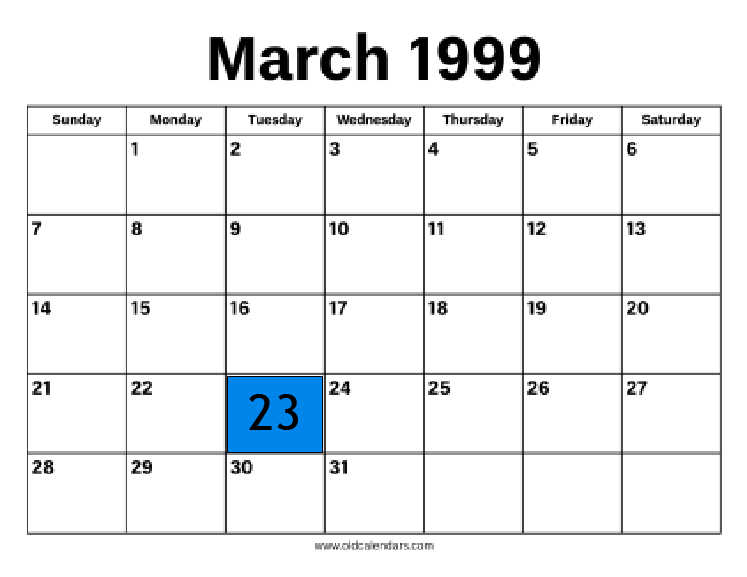 March 1999
Sunday Monday Tuesday Wednesday Thursday Friday Saturday
1 2 3 4 5 6
7 8 9 10 11 12 13
14 15 16 17 18 19 20
21 22 23 24 25 26 27
28 29 30 31
www.oldcalendars.com